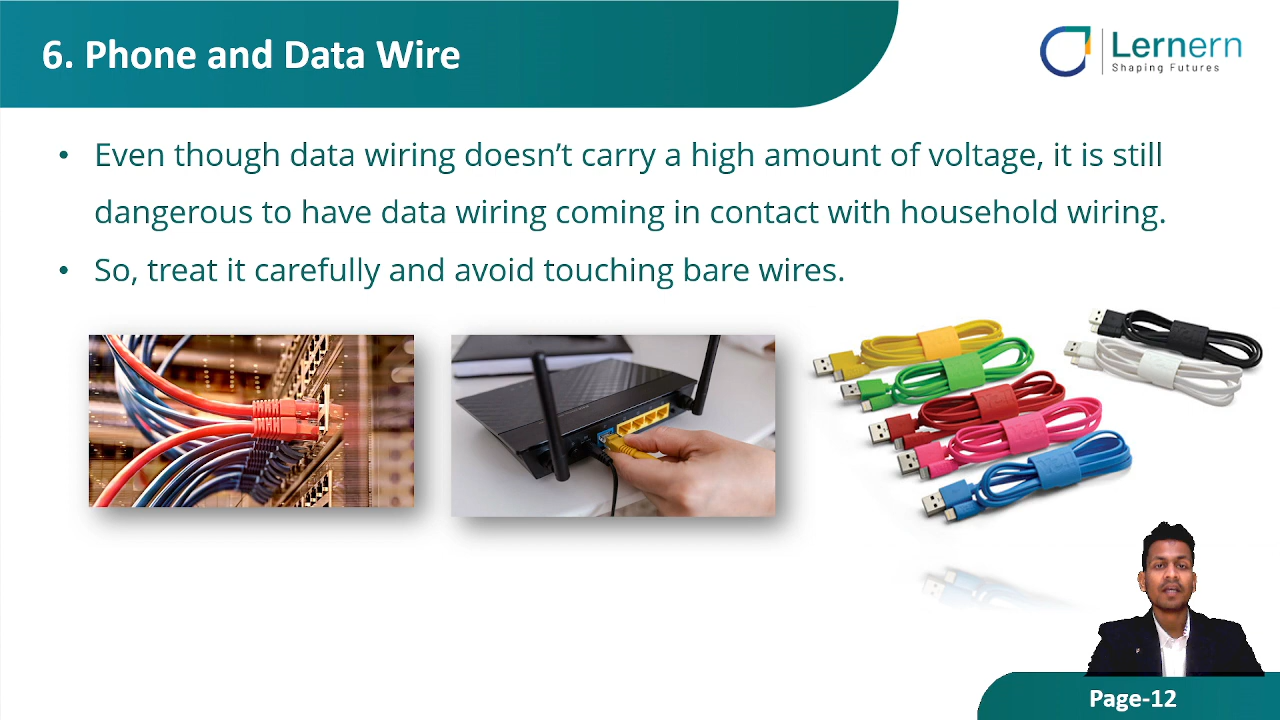 6. Phone and Data Wire
Lernern
Shaping Futures
• Even though data wiring doesn’t carry a high amount of voltage, it is still
dangerous to have data wiring coming in contact with household wiring.
• So, treat it carefully and avoid touching bare wires.
Page-12